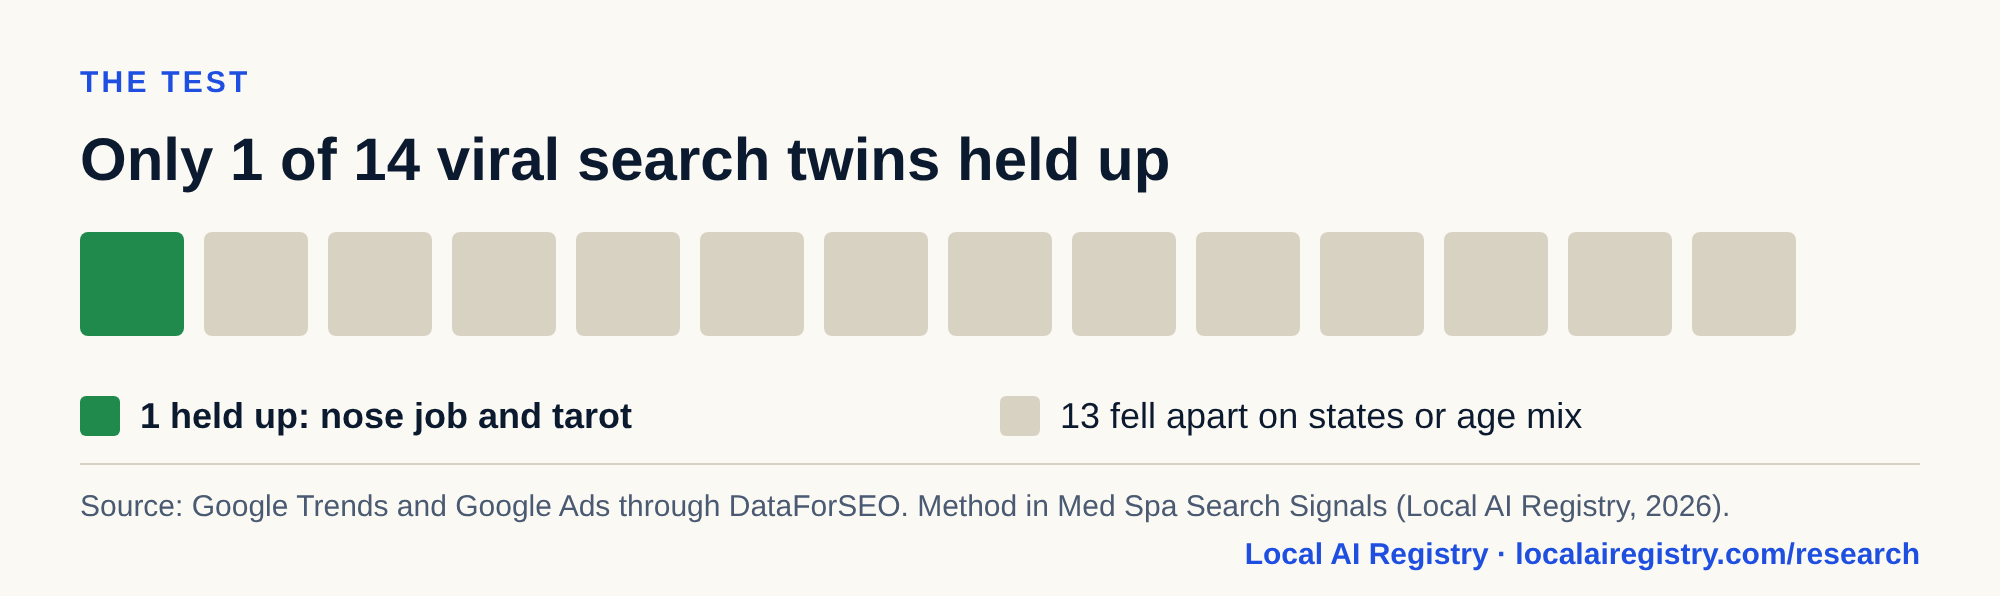 THE TEST
Only 1 of 14 viral search twins held up
1 held up: nose job and tarot
13 fell apart on states or age mix
Source: Google Trends and Google Ads through DataForSEO. Method in Med Spa Search Signals (Local AI Registry, 2026).
Local AI Registry · localairegistry.com/research